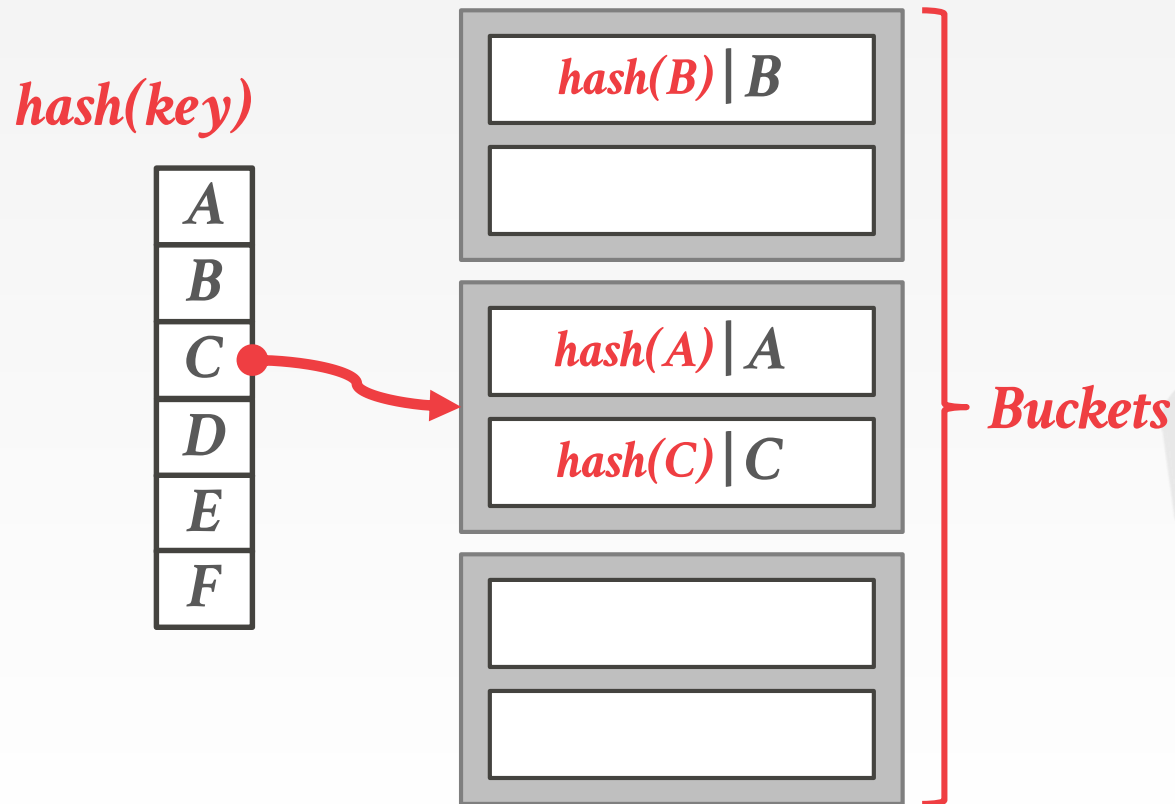 hash(key)
A
B
C
D
E
F
hash(B) | B
hash(A) | A
hash(C) | C
Buckets